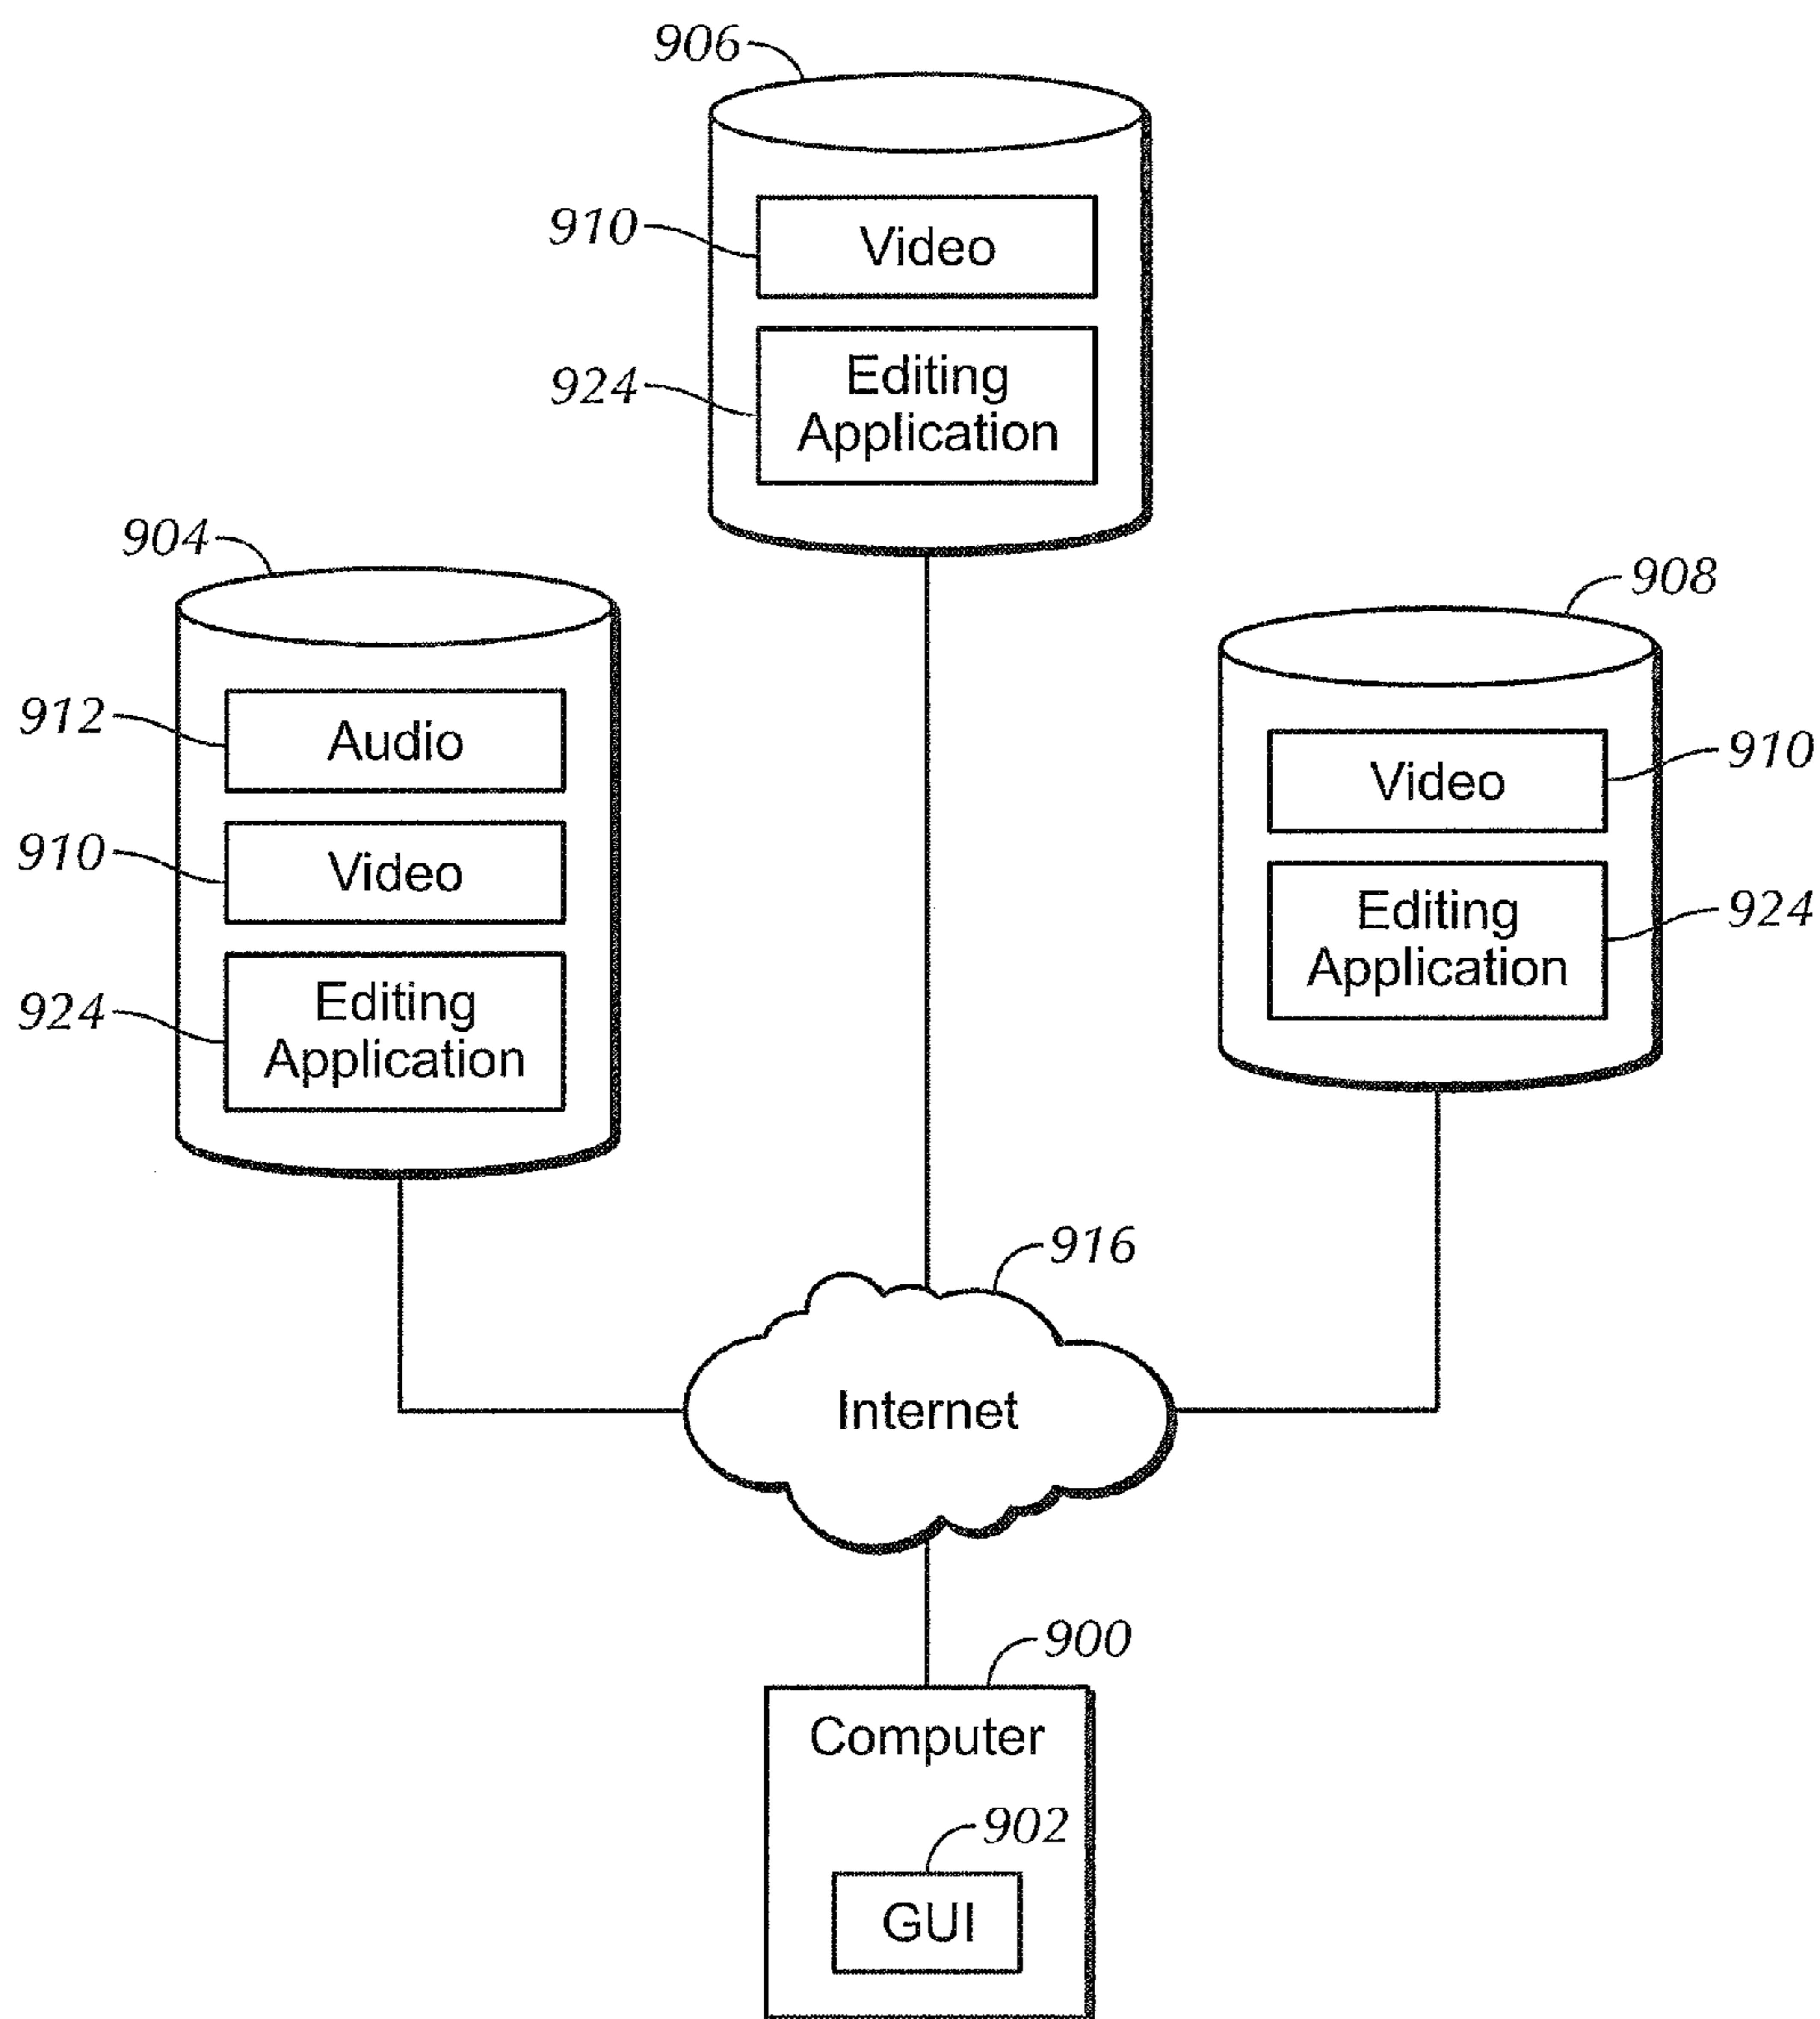 906
910
Video
924
Editing
Application
904
912
Audio
910
Video
924
Editing
Application
908
Video
910
Editing
Application
924
916
Internet
900
Computer
902
GUI